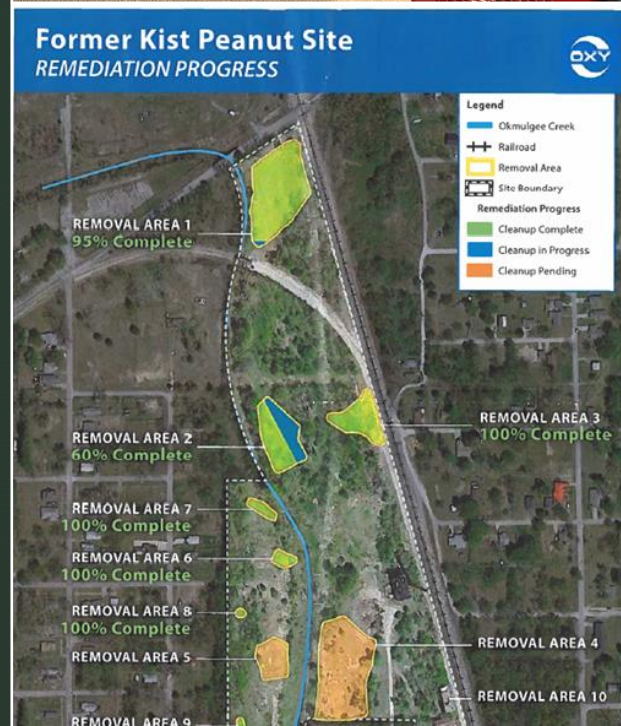 Former Kist Peanut Site
REMEDIATION PROGRESS
OXY
Legend
Okmulgee Creek
Railroad
Removal Area
Site Boundary
Remediation Progress
Cleanup Complete
Cleanup in Progress
Cleanup Pending
REMOVAL AREA 1
95% Complete
REMOVAL AREA 2
60% Complete
REMOVAL AREA 3
100% Complete
REMOVAL AREA 7
100% Complete
REMOVAL AREA 6
100% Complete
REMOVAL AREA 8
100% Complete
REMOVAL AREA 5
REMOVAL AREA 4
REMOVAL AREA 10
REMOVAL AREA 9